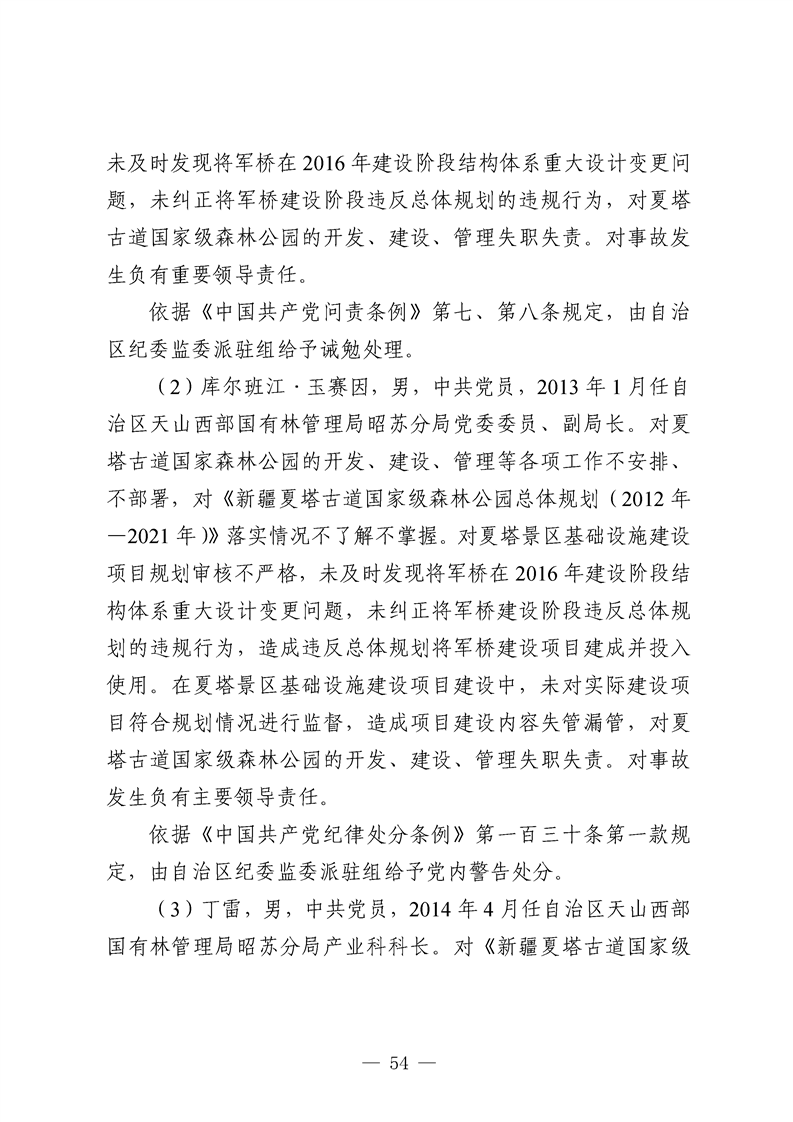 未及时发现将军桥在 2016 年建设阶段结构体系重大设计变更问
题，未纠正将军桥建设阶段违反总体规划的违规行为，对夏塔
古道国家级森林公园的开发、建设、管理失职失责。对事故发
生负有重要领导责任。
依据《中国共产党问责条例》第七、第八条规定，由自治
区纪委监委派驻组给予诫勉处理。
（2）库尔班江·玉赛因，男，中共党员，2013 年 1 月任自
治区天山西部国有林管理局昭苏分局党委委员、副局长。对夏
塔古道国家森林公园的开发、建设、管理等各项工作不安排、
不部署，对《新疆夏塔古道国家级森林公园总体规划（2012 年
—2021 年）》落实情况不了解不掌握。对夏塔景区基础设施建设
项目规划审核不严格，未及时发现将军桥在 2016 年建设阶段结
构体系重大设计变更问题，未纠正将军桥建设阶段违反总体规
划的违规行为，造成违反总体规划将军桥建设项目建成并投入
使用。在夏塔景区基础设施建设项目建设中，未对实际建设项
目符合规划情况进行监督，造成项目建设内容失管漏管，对夏
塔古道国家级森林公园的开发、建设、管理失职失责。对事故
发生负有主要领导责任。
依据《中国共产党纪律处分条例》第一百三十条第一款规
定，由自治区纪委监委派驻组给予党内警告处分。
（3）丁雷，男，中共党员，2014 年 4 月任自治区天山西部
国有林管理局昭苏分局产业科科长。对《新疆夏塔古道国家级
— 54 —